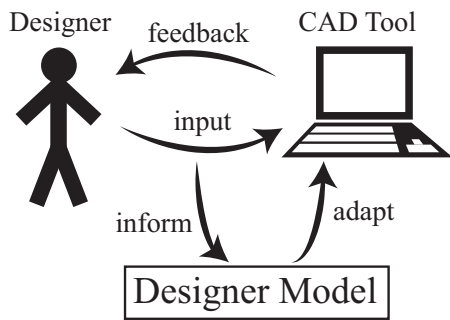 Designer
CAD Tool
feedback
input
inform
adapt
Designer Model